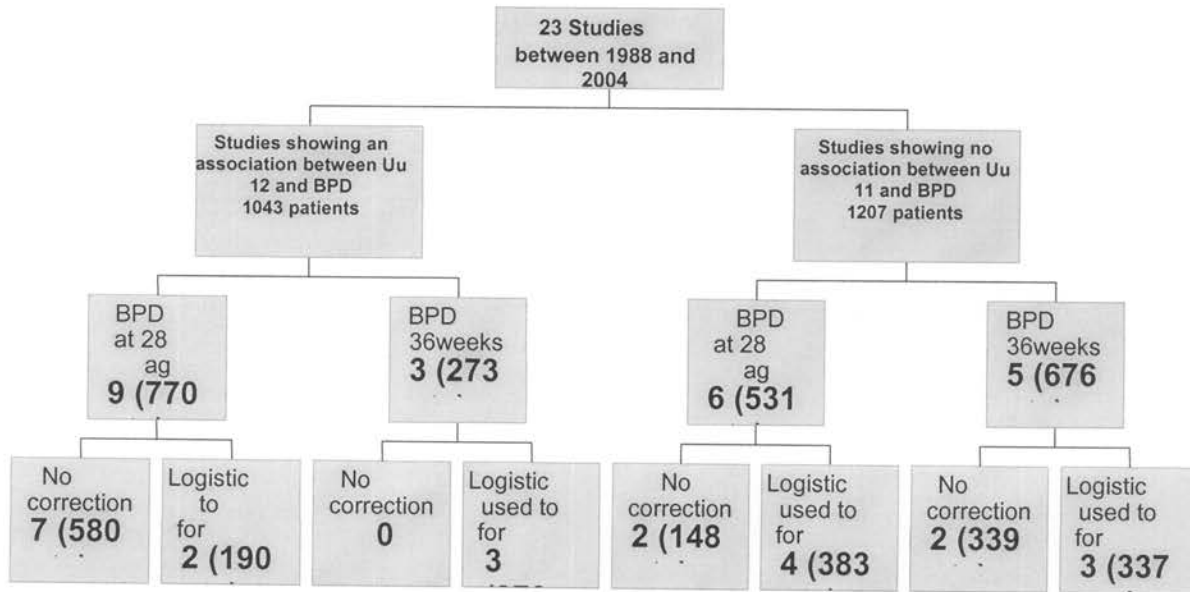 23 Studies
between 1988 and
2004
Studies showing an
association between Uu
12 and BPD
1043 patients
Studies showing no
association between Uu
11 and BPD
1207 patients
BPD
at 28
ag
9 (770
BPD
36weeks
3 (273
BPD
at 28
ag
6 (531
BPD
36weeks
5 (676
No
correction
7 (580
Logistic
to
for
2 (190
No
correction
0
Logistic
used to
for
3
No
correction
2 (148
Logistic
used to
for
4 (383
No
correction
2 (339
Logistic
used to
for
3 (337